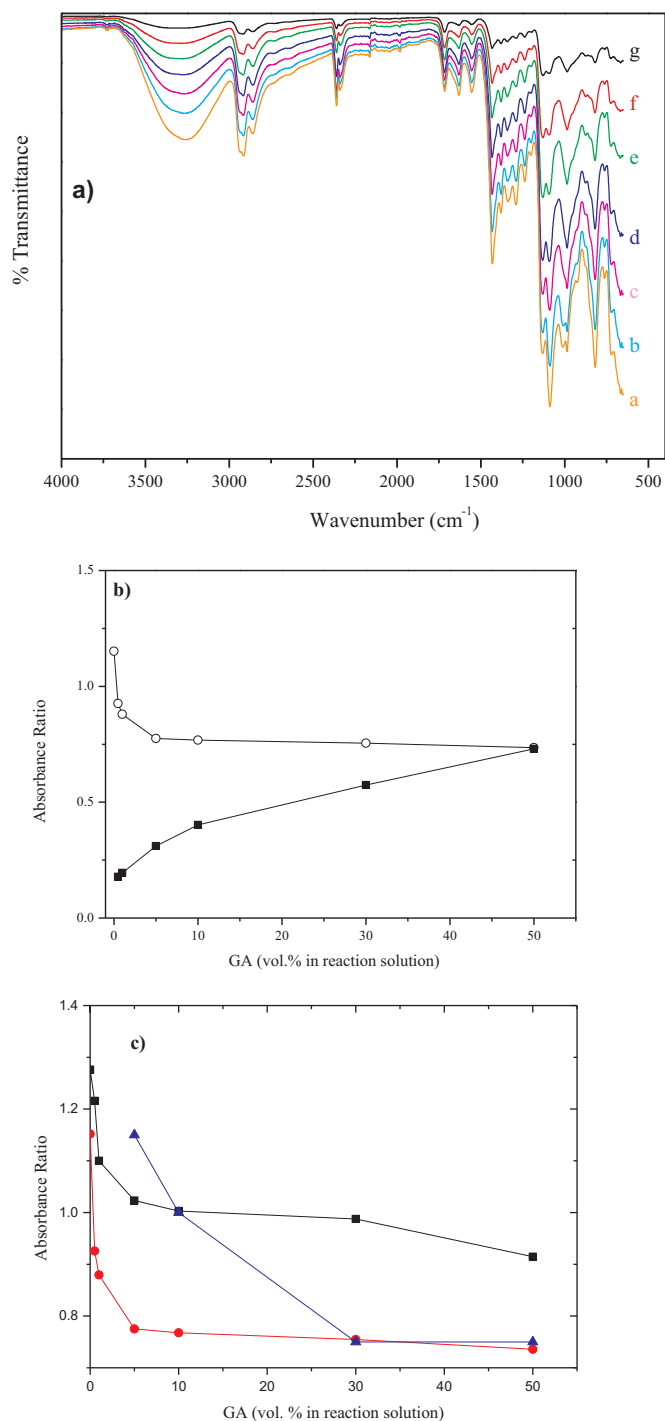 g
f
e
a)
d
c
b
a
% Transmittance
4000 3500 3000 2500 2000 1500 1000 500
Wavenumber (cm-1)
b)
1.5
1.0
0.5
0.0
Absorbance Ratio
0 10 20 30 40 50
GA (vol.% in reaction solution)
c)
1.4
1.2
1.0
0.8
Absorbance Ratio
0 10 20 30 40 50
GA (vol. % in reaction solution)